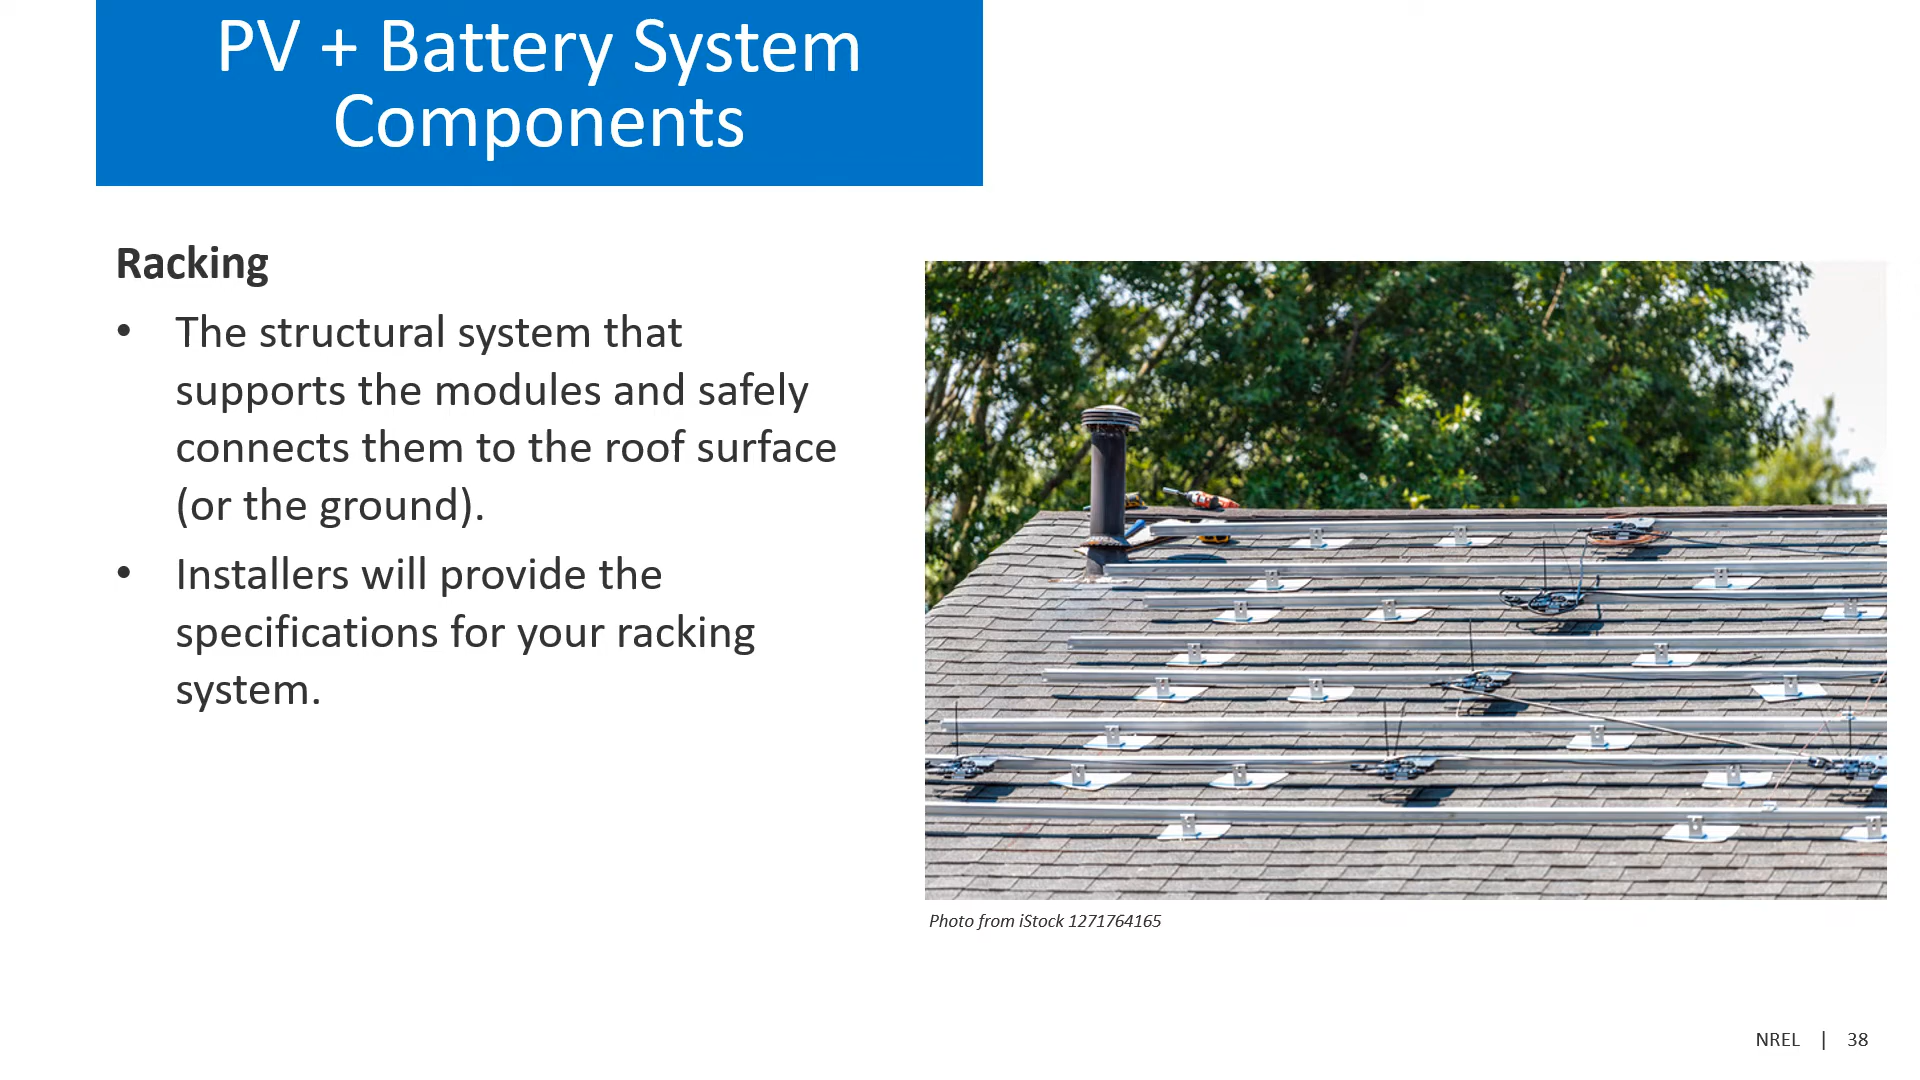 PV + Battery System
Components
Racking
• The structural system that
supports the modules and safely
connects them to the roof surface
(or the ground).
• Installers will provide the
specifications for your racking
system.
Photo from iStock 1271764165
NREL | 38